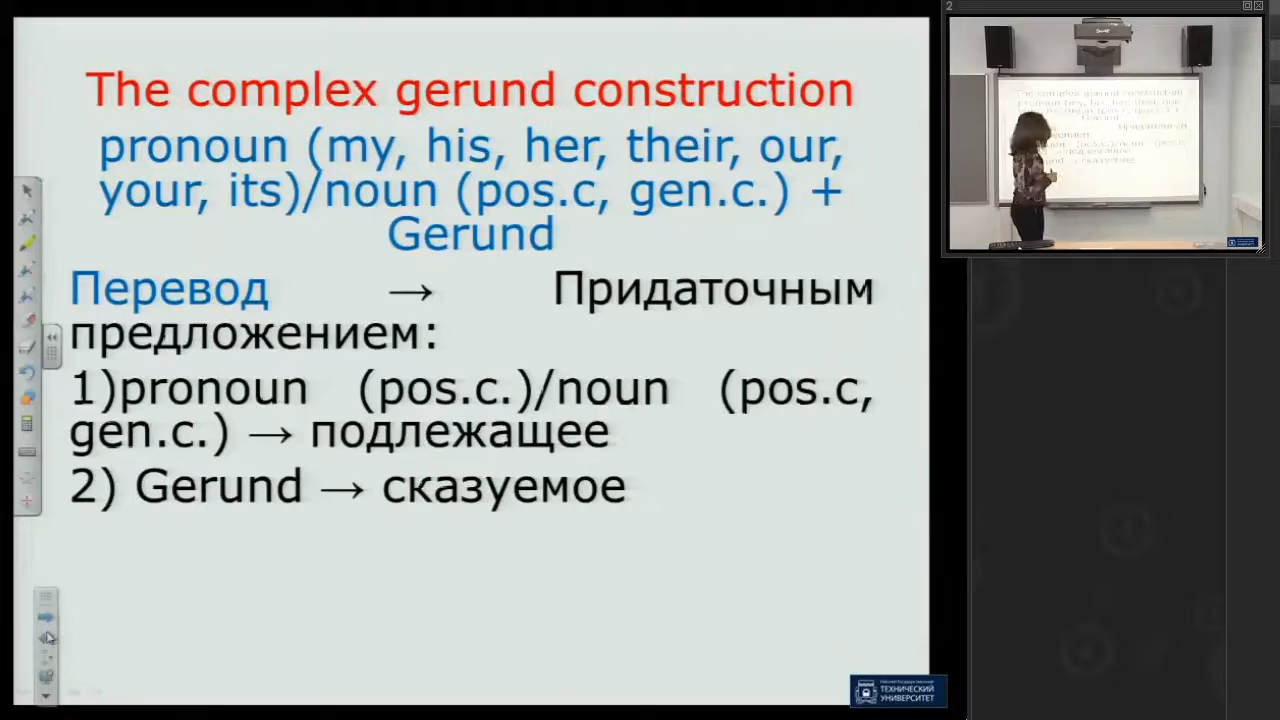 The complex gerund construction
pronoun (my, his, her, their, our,
your, its)/noun (pos.c, gen.c.) +
Gerund
Перевод → Придаточным
предложением:
1)pronoun (pos.c.)/noun (pos.c,
gen.c.) → подлежащее
2) Gerund → сказуемое
ТЕХНИЧЕСКИЙ
УНИВЕРСИТЕТ
2